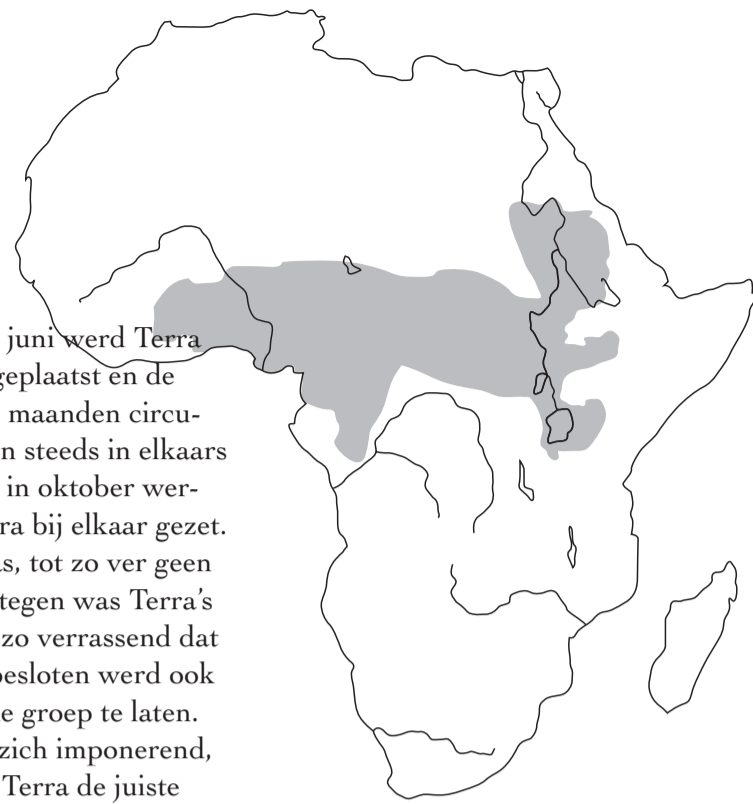 juni werd Terra
geplaatst en de
maanden circu-
n steeds in elkaars
in oktober wer-
ra bij elkaar gezet.
s, tot zo ver geen
tegen was Terra's
zo verrassend dat
besloten werd ook
e groep te laten.
zich imponerend,
Terra de juiste